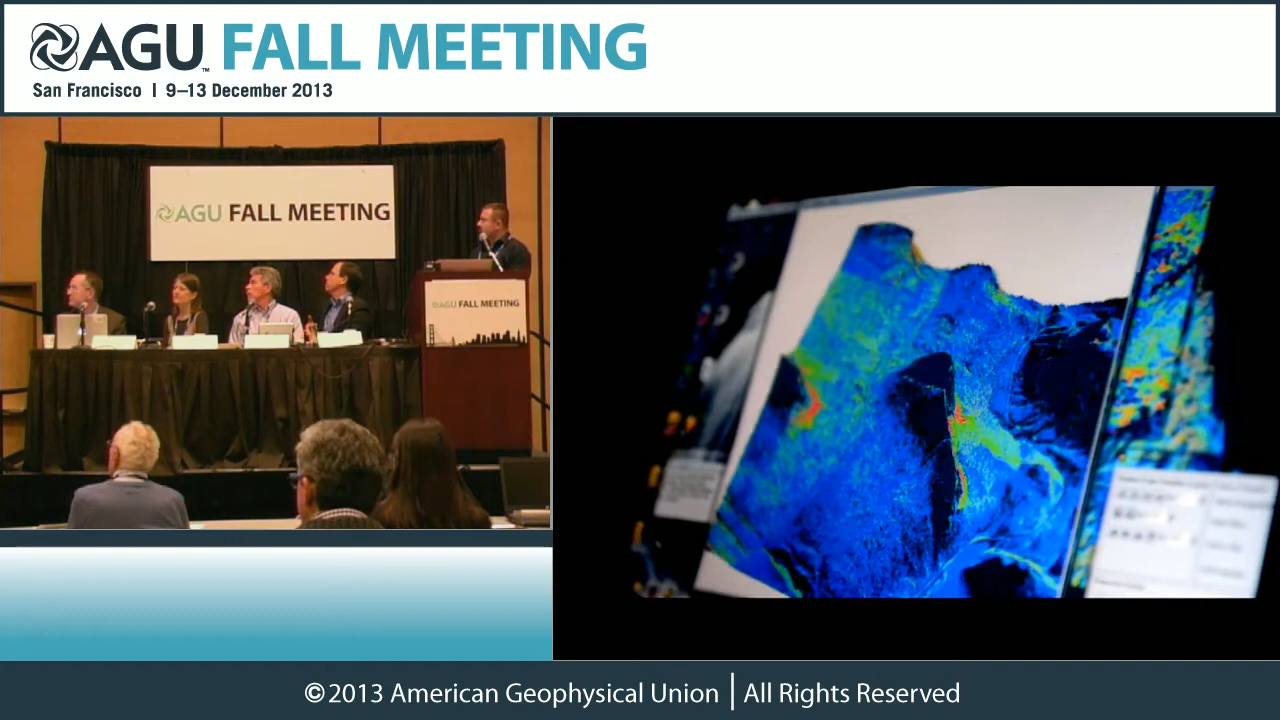 AGU™ FALL MEETING
San Francisco | 9–13 December 2013
AGU FALL MEETING
AGU FALL MEETING
©2013 American Geophysical Union | All Rights Reserved